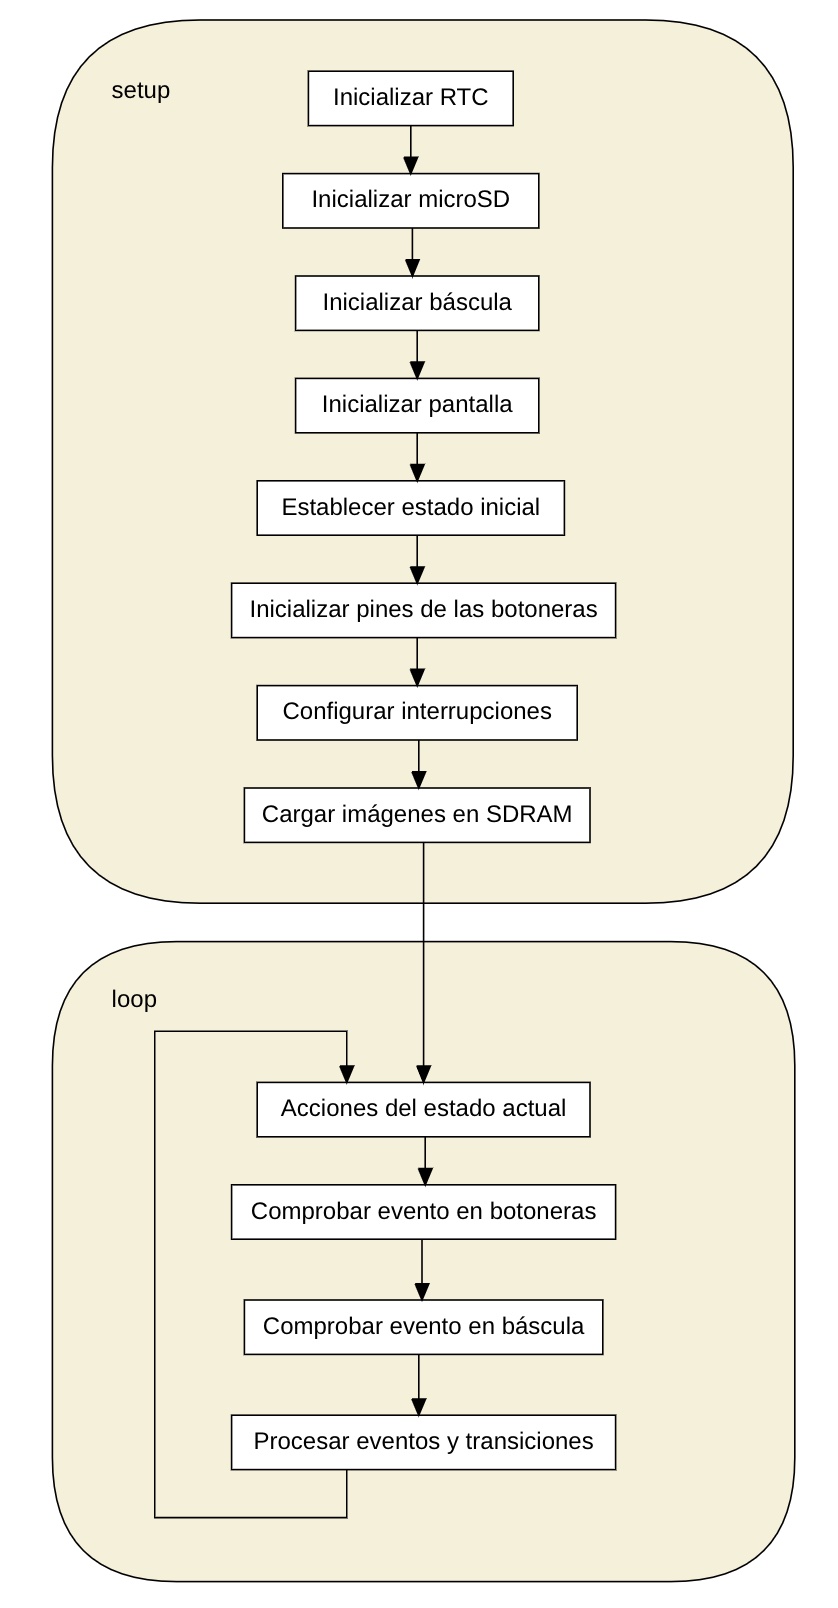 setup
Inicializar RTC
Inicializar microSD
Inicializar báscula
Inicializar pantalla
Establecer estado inicial
Inicializar pines de las botoneras
Configurar interrupciones
Cargar imágenes en SDRAM
loop
Acciones del estado actual
Comprobar evento en botoneras
Comprobar evento en báscula
Procesar eventos y transiciones